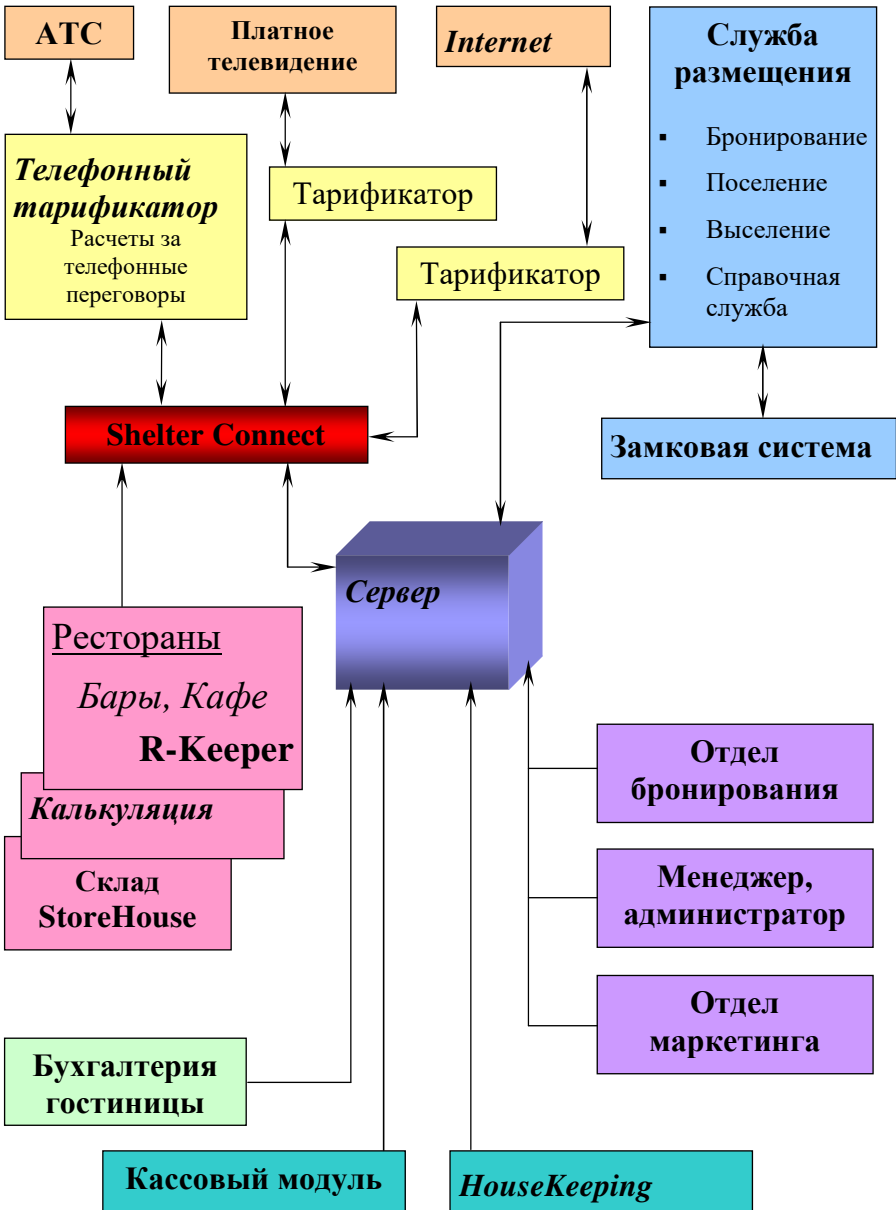 АТС
Платное
телевидение
Internet
Служба
размещения
▪ Бронирование
▪ Поселение
▪ Выселение
▪ Справочная
служба
Телефонный
тарификатор
Расчеты за
телефонные
переговоры
Тарификатор
Тарификатор
Shelter Connect
Замковая система
Сервер
Рестораны
Бары, Кафе
R-Keeper
Калькуляция
Склад
StoreHouse
Отдел
бронирования
Менеджер,
администратор
Отдел
маркетинга
Бухгалтерия
гостиницы
Кассовый модуль
HouseKeeping